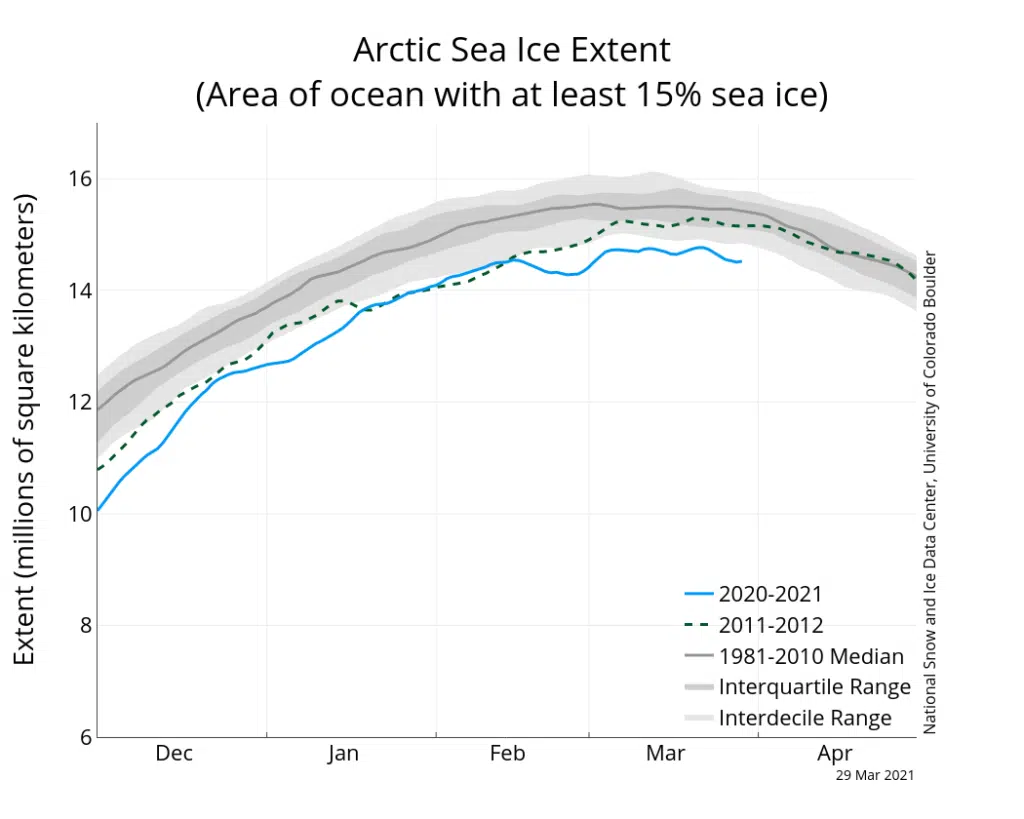 Arctic Sea Ice Extent
(Area of ocean with at least 15% sea ice)
Extent (millions of square kilometers)
16
14
12
10
8
6
Dec
Jan
Feb
Mar
Apr
2020-2021
2011-2012
1981-2010 Median
Interquartile Range
Interdecile Range
National Snow and Ice Data Center, University of Colorado Boulder
29 Mar 2021